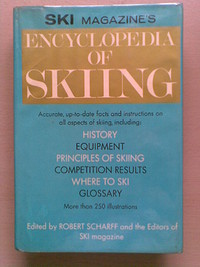 SKI MAGAZINE'S
ENCYCLOPEDIA
OF
SKIING
Accurate, up-to-date facts and instructions on
all aspects of skiing, including:
HISTORY
EQUIPMENT
PRINCIPLES OF SKIING
COMPETITION RESULTS
WHERE TO SKI
GLOSSARY
More than 250 illustrations
Edited by ROBERT SCHARFF and the Editors of
SKI magazine